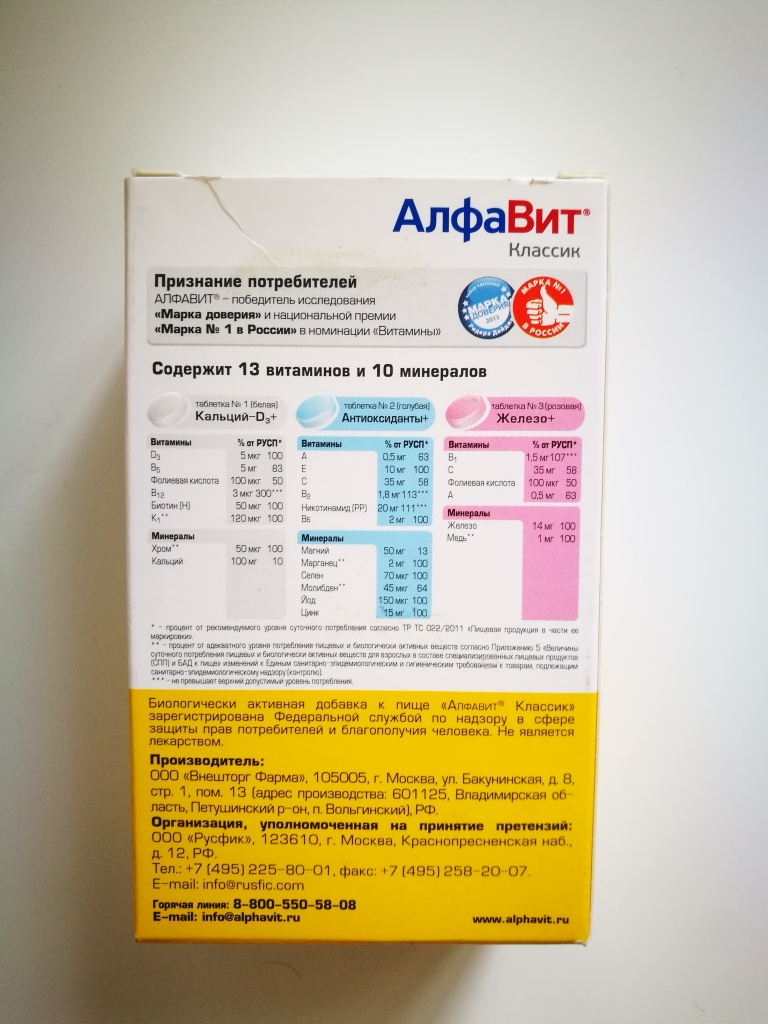 АлфаВит®
Классик
Признание потребителей
АЛФАВИТ® – победитель исследования
«Марка доверия» и национальной премии
«Марка № 1 в России» в номинации «Витамины»
МАРКА
ДОВЕРИЯ
2013
Ридерз Дайджест
МАРКА №1
В РОССИИ
Содержит 13 витаминов и 10 минералов
таблетка № 1 (белая)
Кальций-D₃+
Витамины % от РУСП*
D₃ 5 мкг 100
B₅ 5 мг 83
Фолиевая кислота 100 мкг 50
B₁₂ 3 мкг 300***
Биотин (H) 50 мкг 100
K₁** 120 мкг 100
Минералы
Хром** 50 мкг 100
Кальций 100 мг 10
таблетка № 2 (голубая)
Антиоксиданты+
Витамины % от РУСП*
A 0,5 мг 63
E 10 мг 100
C 35 мг 58
B₂ 1,8 мг 113***
Никотинамид (PP) 20 мг 111***
B₆ 2 мг 100
Минералы
Магний 50 мг 13
Марганец** 2 мг 100
Селен 70 мкг 100
Молибден** 45 мкг 64
Йод 150 мкг 100
Цинк 15 мг 100
таблетка № 3 (розовая)
Железо+
Витамины % от РУСП*
B₁ 1,5 мг 107***
C 35 мг 58
Фолиевая кислота 100 мкг 50
A 0,5 мг 63
Минералы
Железо 14 мг 100
Медь** 1 мг 100
* – процент от рекомендуемого уровня суточного потребления согласно ТР ТС 022/2011 «Пищевая продукция в части ее
маркировки».
** – процент от адекватного уровня потребления пищевых и биологически активных веществ согласно Приложению 5 «Величины
суточного потребления пищевых и биологически активных веществ для взрослых в составе специализированных пищевых продуктов
(СПП) и БАД к пище» изменений к Единым санитарно-эпидемиологическим и гигиеническим требованиям к товарам, подлежащим
санитарно-эпидемиологическому надзору (контролю).
*** – не превышает верхний допустимый уровень потребления.
Биологически активная добавка к пище «Алфавит® Классик»
зарегистрирована Федеральной службой по надзору в сфере
защиты прав потребителей и благополучия человека. Не является
лекарством.
Производитель:
ООО «Внешторг Фарма», 105005, г. Москва, ул. Бакунинская, д. 8,
стр. 1, пом. 13 (адрес производства: 601125, Владимирская об-
ласть, Петушинский р-он, п. Вольгинский), РФ.
Организация, уполномоченная на принятие претензий:
ООО «Русфик», 123610, г. Москва, Краснопресненская наб.,
д. 12, РФ.
Тел.: +7 (495) 225-80-01, факс: +7 (495) 258-20-07.
E-mail: info@rusfic.com
Горячая линия: 8-800-550-58-08
E-mail: info@alphavit.ru
www.alphavit.ru